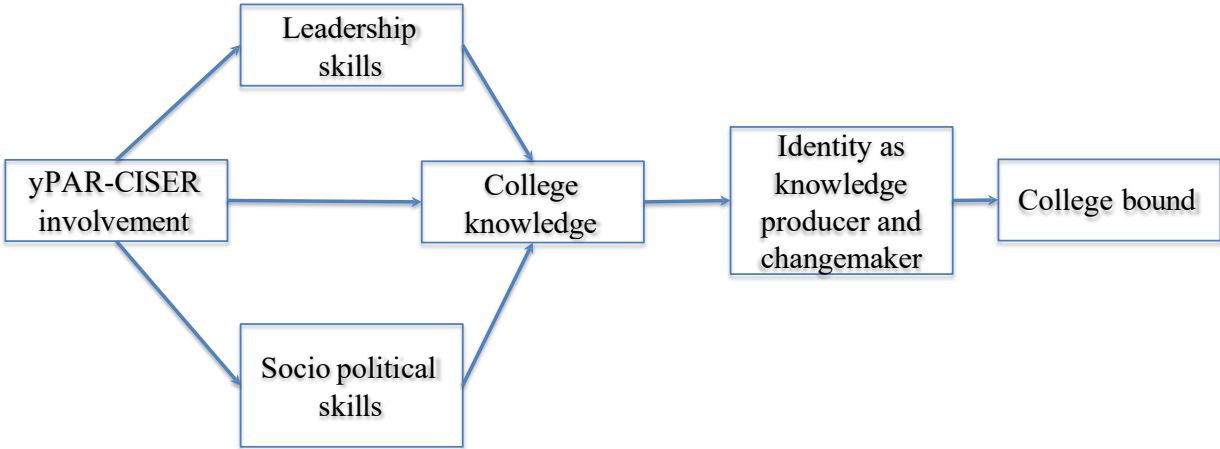 Leadership
skills
yPAR-CISER
involvement
College
knowledge
Socio political
skills
Identity as
knowledge
producer and
changemaker
College bound